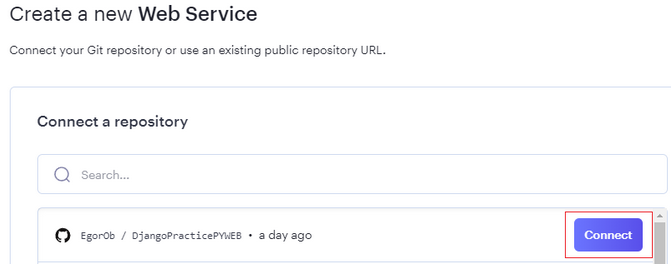 Create a new Web Service
Connect your Git repository or use an existing public repository URL.
Connect a repository
Search...
EgorOb / DjangoPracticePYWEB • a day ago
Connect